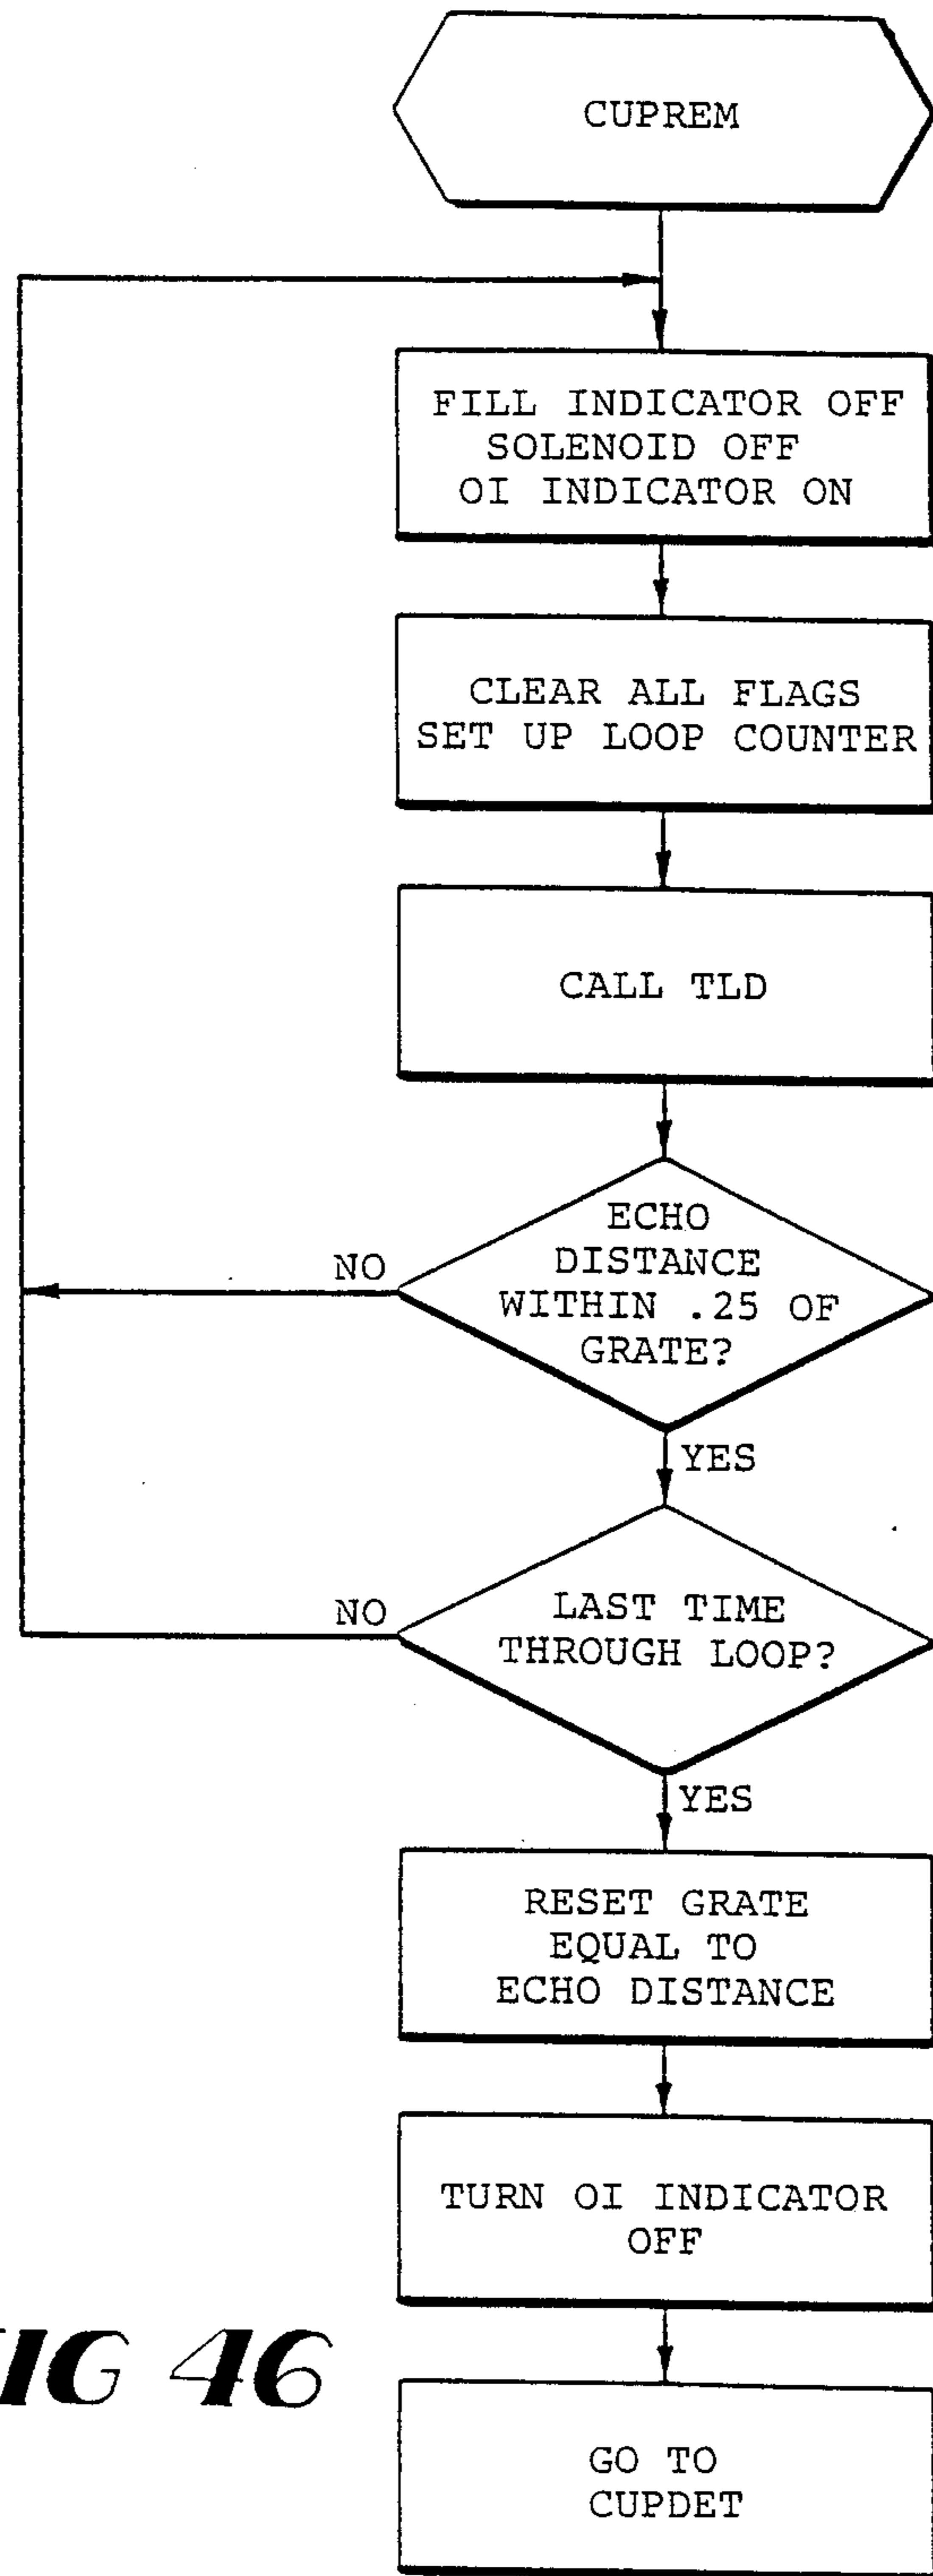 CUPREM
FILL INDICATOR OFF
SOLENOID OFF
OI INDICATOR ON
CLEAR ALL FLAGS
SET UP LOOP COUNTER
CALL TLD
ECHO
DISTANCE
WITHIN .25 OF
GRATE?
NO
YES
LAST TIME
THROUGH LOOP?
NO
YES
RESET GRATE
EQUAL TO
ECHO DISTANCE
TURN OI INDICATOR
OFF
GO TO
CUPDET
IG 46